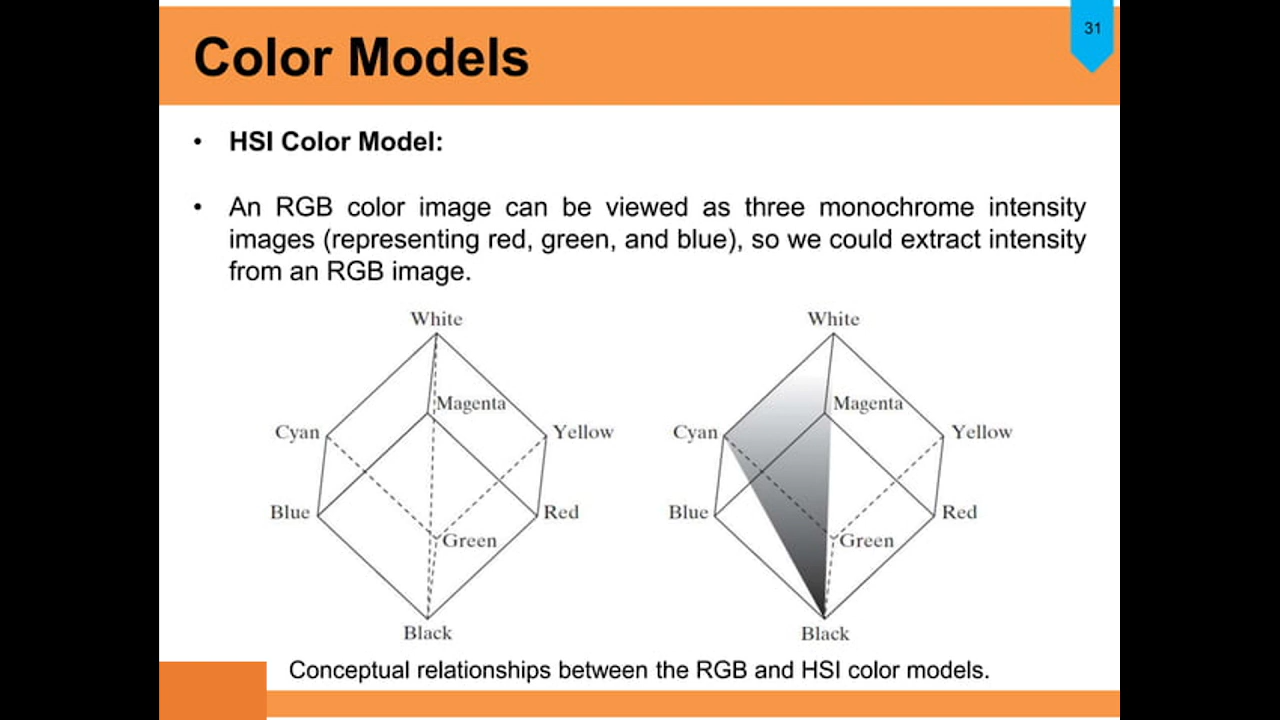 31
Color Models
• HSI Color Model:
• An RGB color image can be viewed as three monochrome intensity
images (representing red, green, and blue), so we could extract intensity
from an RGB image.
White
Magenta
Cyan
Yellow
Blue
Red
Green
Black
White
Magenta
Cyan
Yellow
Blue
Red
Green
Black
Conceptual relationships between the RGB and HSI color models.